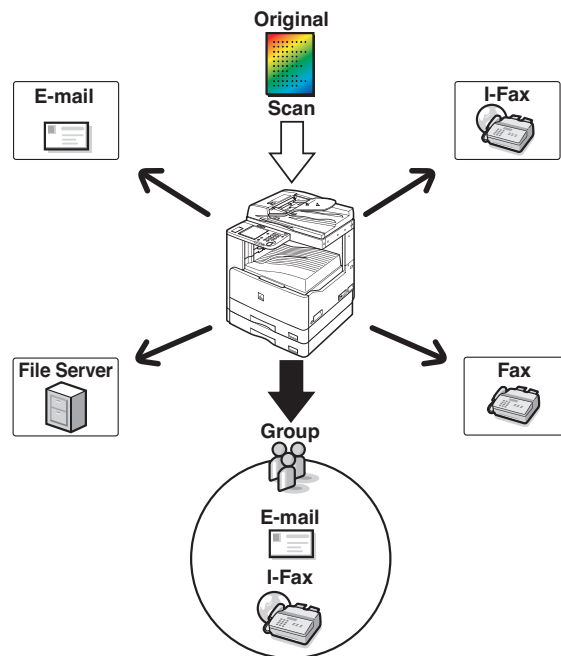 Original
E-mail
I-Fax
Scan
File Server
Fax
Group
E-mail
I-Fax